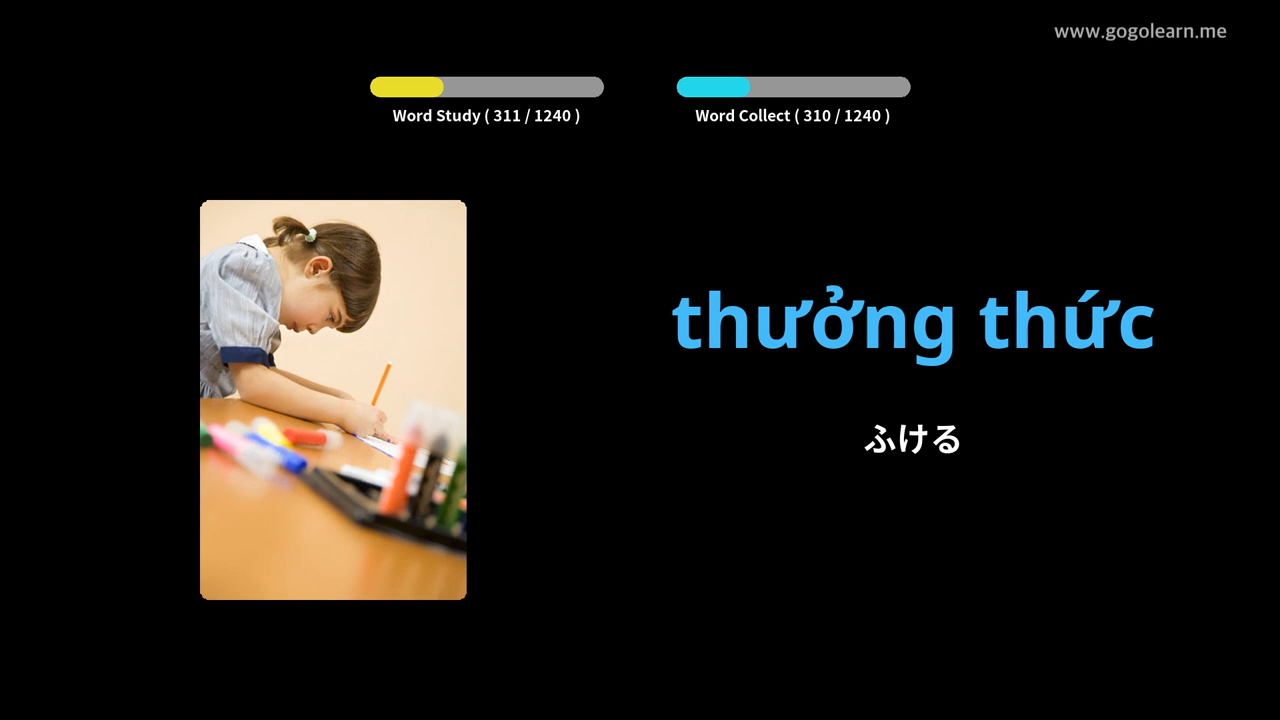 www.gogolearn.me
Word Study ( 311 / 1240 )
Word Collect ( 310 / 1240 )
thưởng thức
ふける